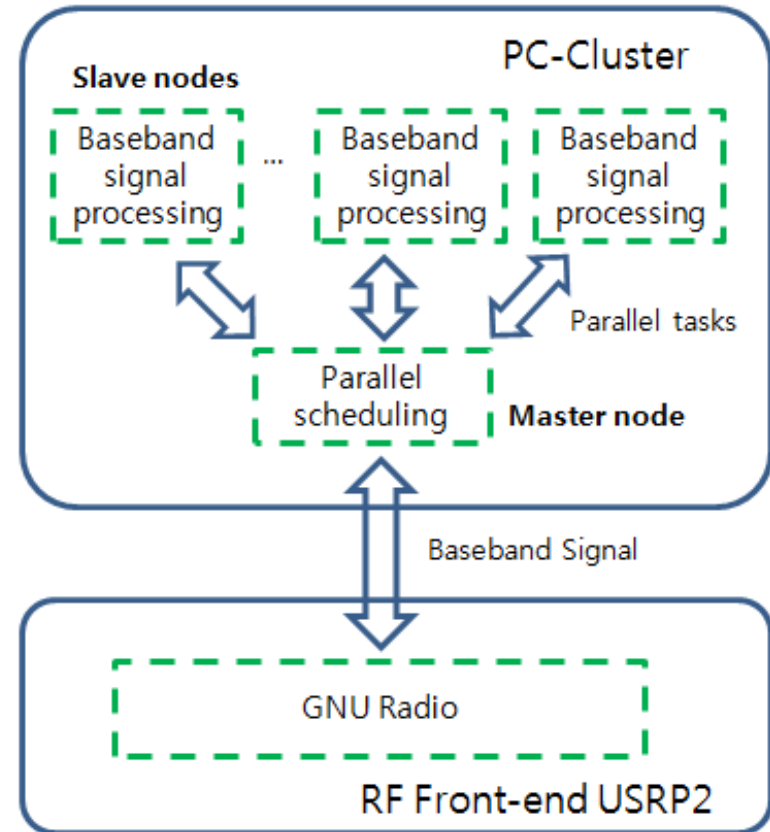 PC-Cluster
Slave nodes
Baseband
signal
processing
...
Baseband
signal
processing
Baseband
signal
processing
Parallel tasks
Parallel
scheduling
Master node
Baseband Signal
GNU Radio
RF Front-end USRP2